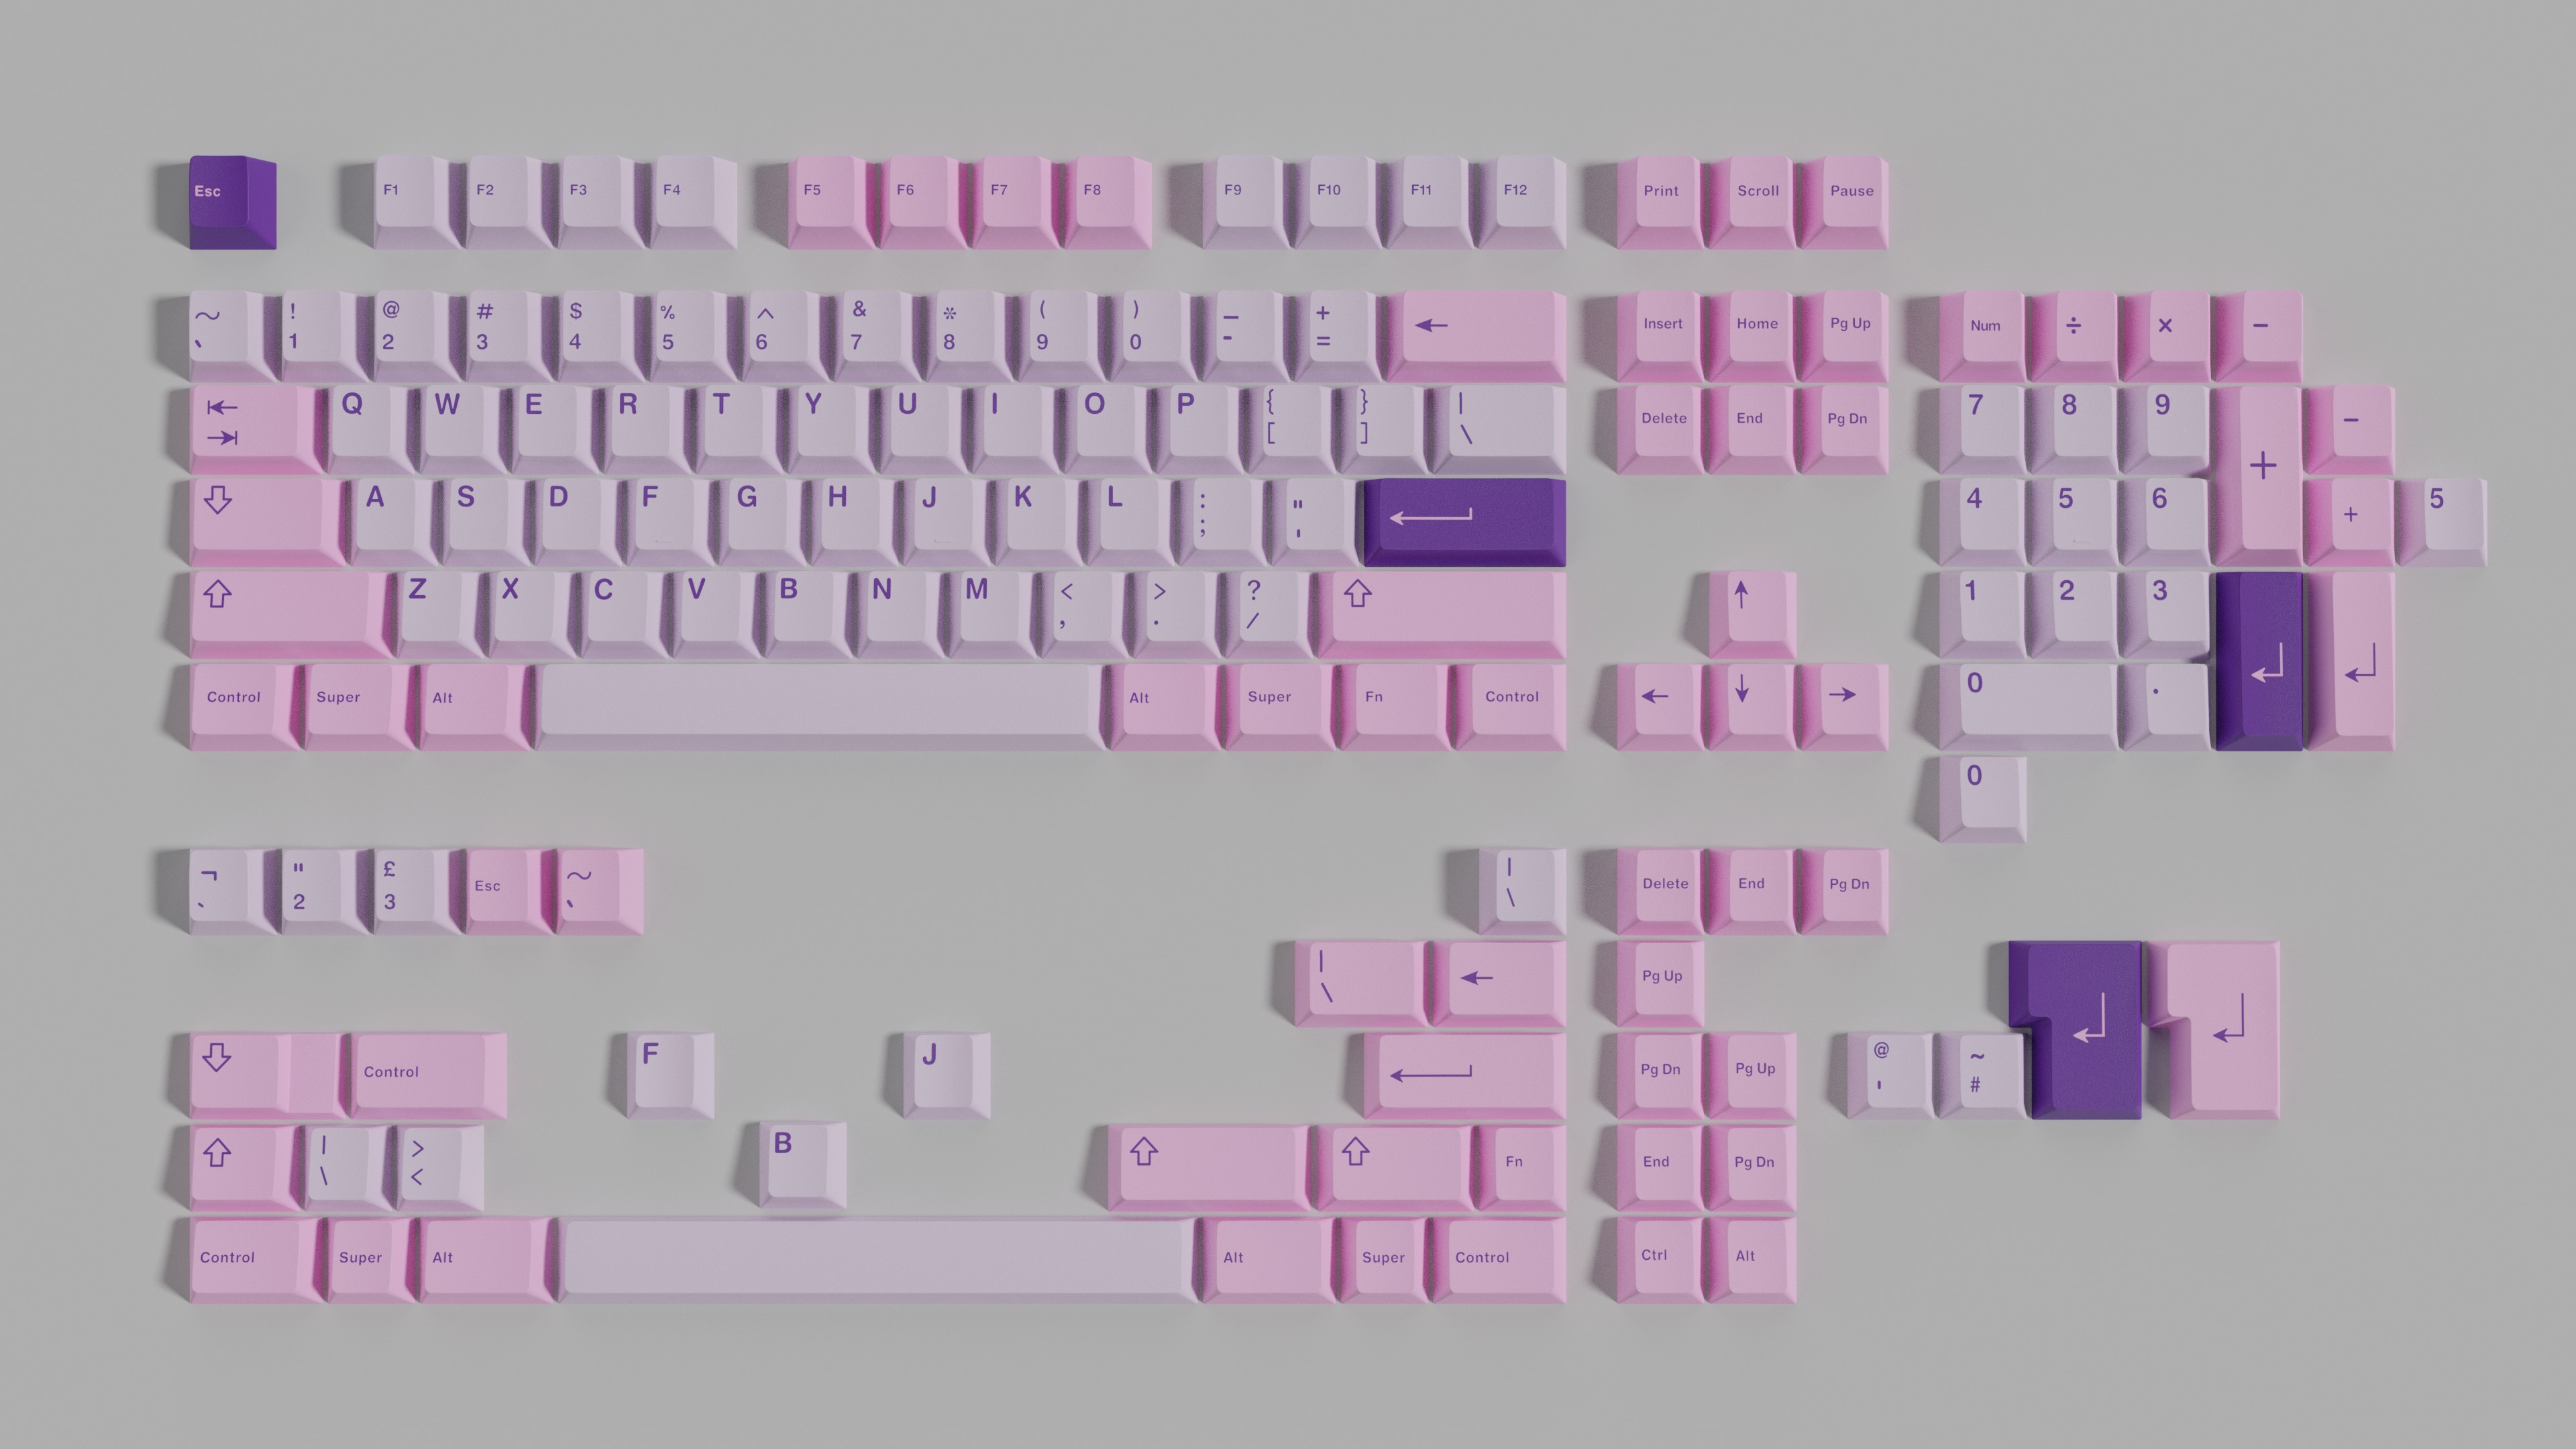 Esc F1 F2 F3 F4 F5 F6 F7 F8 F9 F10 F11 F12 Print Scroll Pause
~ ! @ # $ % ^ & * ( ) _ +
` 1 2 3 4 5 6 7 8 9 0 - = ← Insert Home Pg Up Num ÷ × −
⇤ Q W E R T Y U I O P { } | 7 8 9
⇥ [ ] \ Delete End Pg Dn + −
⇩ A S D F G H J K L : " 4 5 6 5
; ' ↵ +
⇧ Z X C V B N M < > ? ⇧ ↑ 1 2 3
, . /
Control Super Alt Alt Super Fn Control ← ↓ → 0 . ↵ ↵
0
¬ " £ ~ |
` 2 3 Esc ` \ Delete End Pg Dn
| ← Pg Up
\
⇩ Control F J ↵ Pg Dn Pg Up @ ~ ↵ ↵
' #
⇧ | > B ⇧ ⇧ Fn End Pg Dn
\ <
Control Super Alt Alt Super Control Ctrl Alt